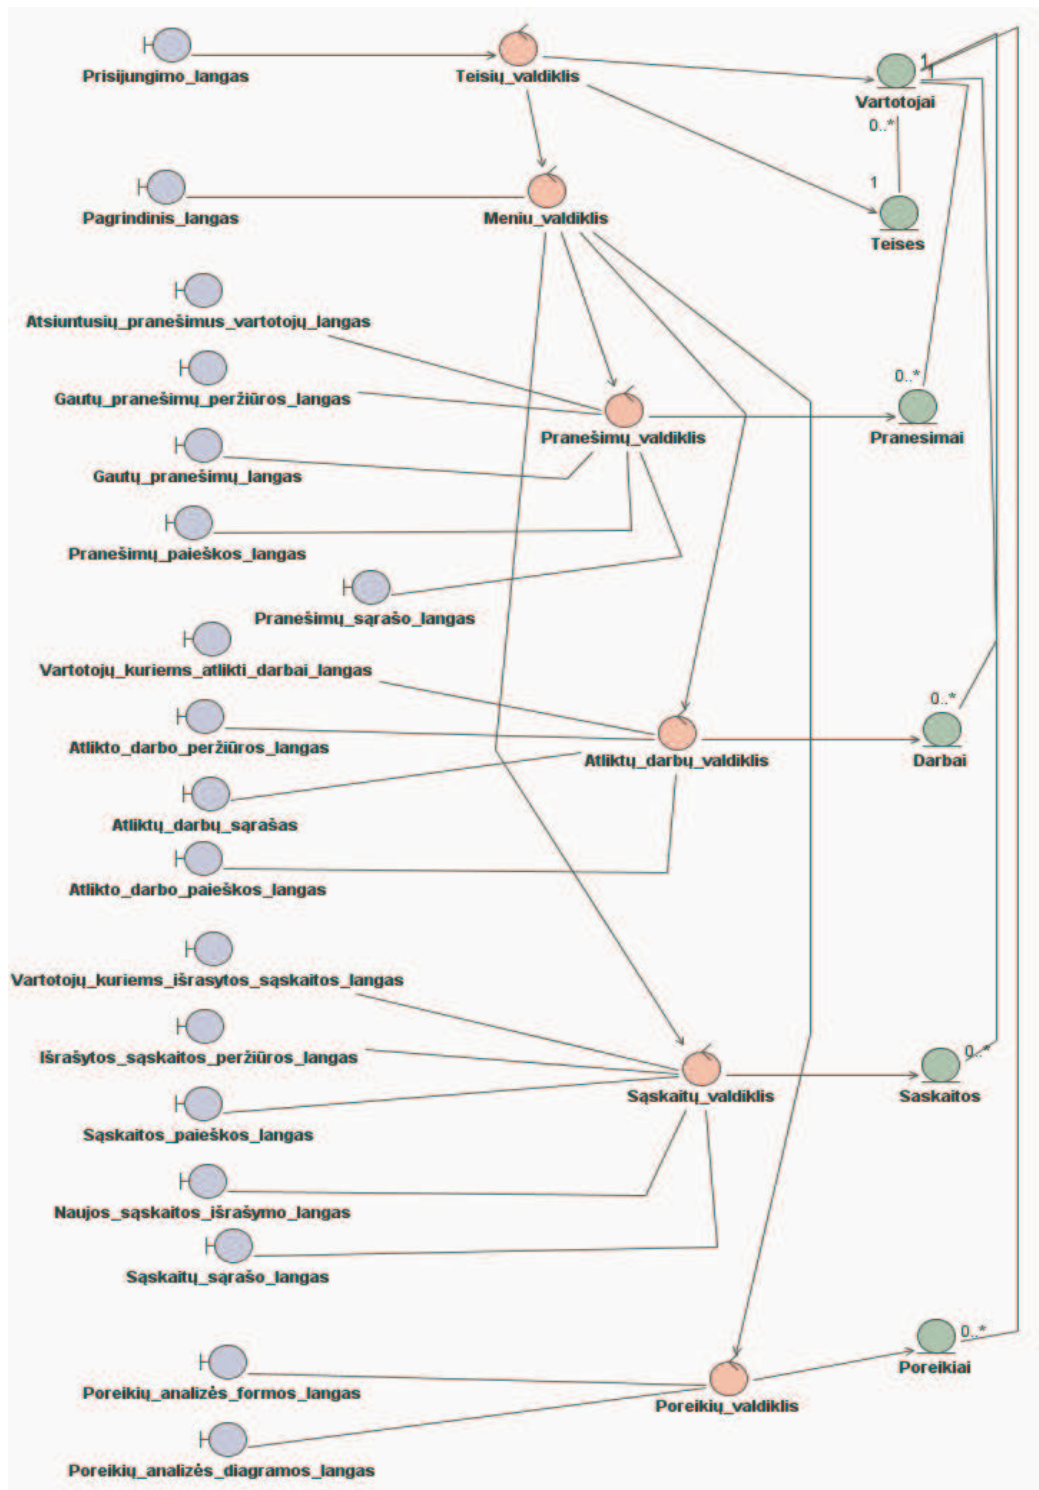 Prisijungimo_langas
Teisių_valdiklis
1
1
Vartotojai
0..*
1
Pagrindinis_langas
Meniu_valdiklis
Teises
Atsiuntusių_pranešimus_vartotojų_langas
Gautų_pranešimų_peržiūros_langas
0..*
Pranešimų_valdiklis
Pranesimai
Gautų_pranešimų_langas
Pranešimų_paieškos_langas
Pranešimų_sąrašo_langas
Vartotojų_kuriems_atlikti_darbai_langas
0..*
Atlikto_darbo_peržiūros_langas
Atliktų_darbų_valdiklis
Darbai
Atliktų_darbų_sąrašas
Atlikto_darbo_paieškos_langas
Vartotojų_kuriems_išrasytos_sąskaitos_langas
Išrašytos_sąskaitos_peržiūros_langas
0..*
Sąskaitų_valdiklis
Saskaitos
Sąskaitos_paieškos_langas
Naujos_sąskaitos_išrašymo_langas
Sąskaitų_sąrašo_langas
0..*
Poreikiai
Poreikių_analizės_formos_langas
Poreikių_valdiklis
Poreikių_analizės_diagramos_langas